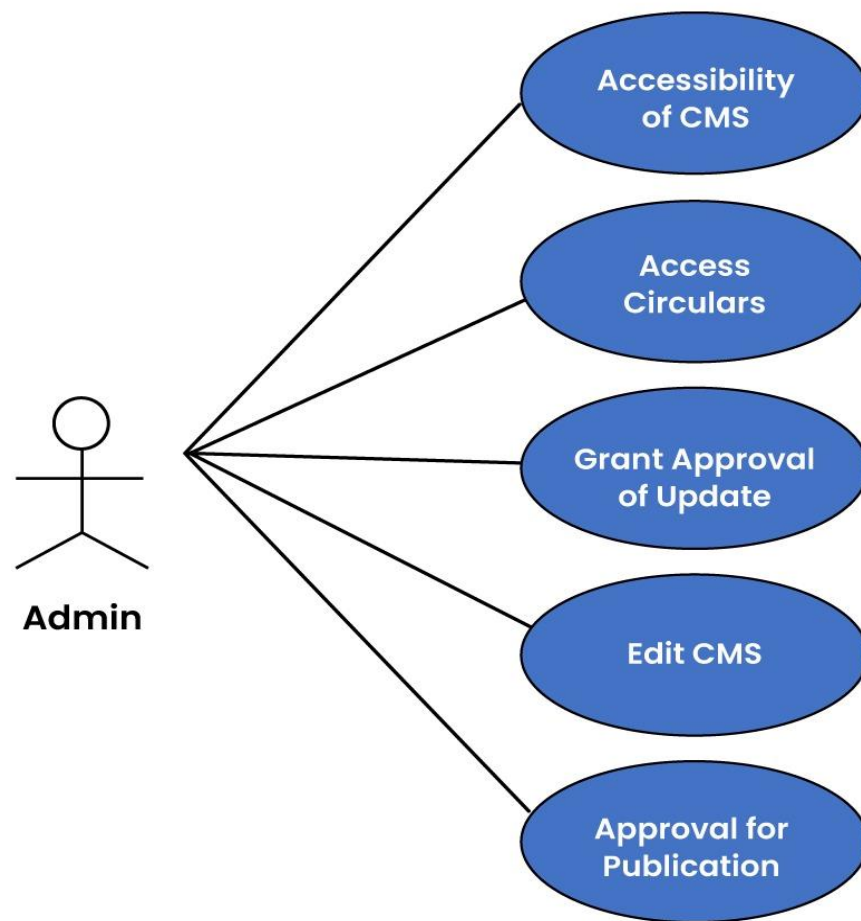 Accessibility
of CMS
Access
Circulars
Grant Approval
of Update
Admin
Edit CMS
Approval for
Publication